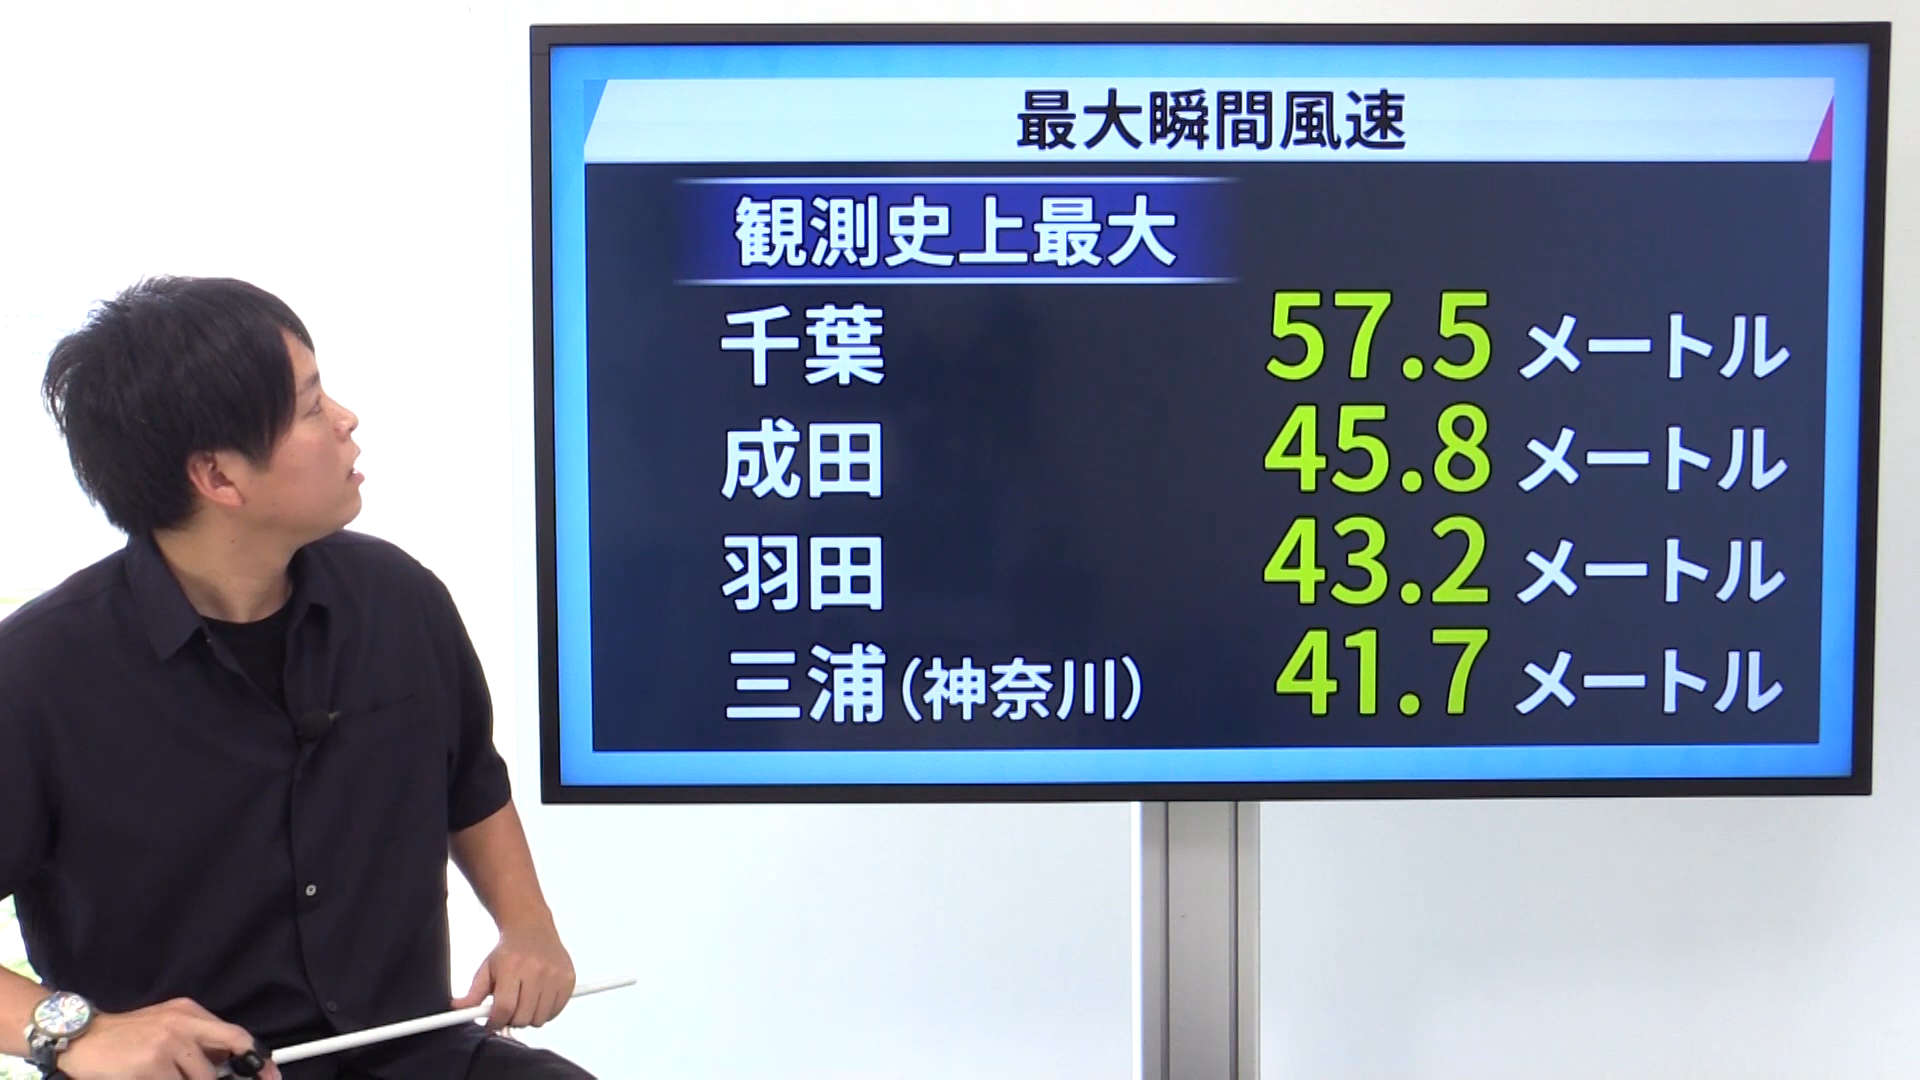 最大瞬間風速
観測史上最大
千葉 57.5メートル
成田 45.8メートル
羽田 43.2メートル
三浦(神奈川) 41.7メートル